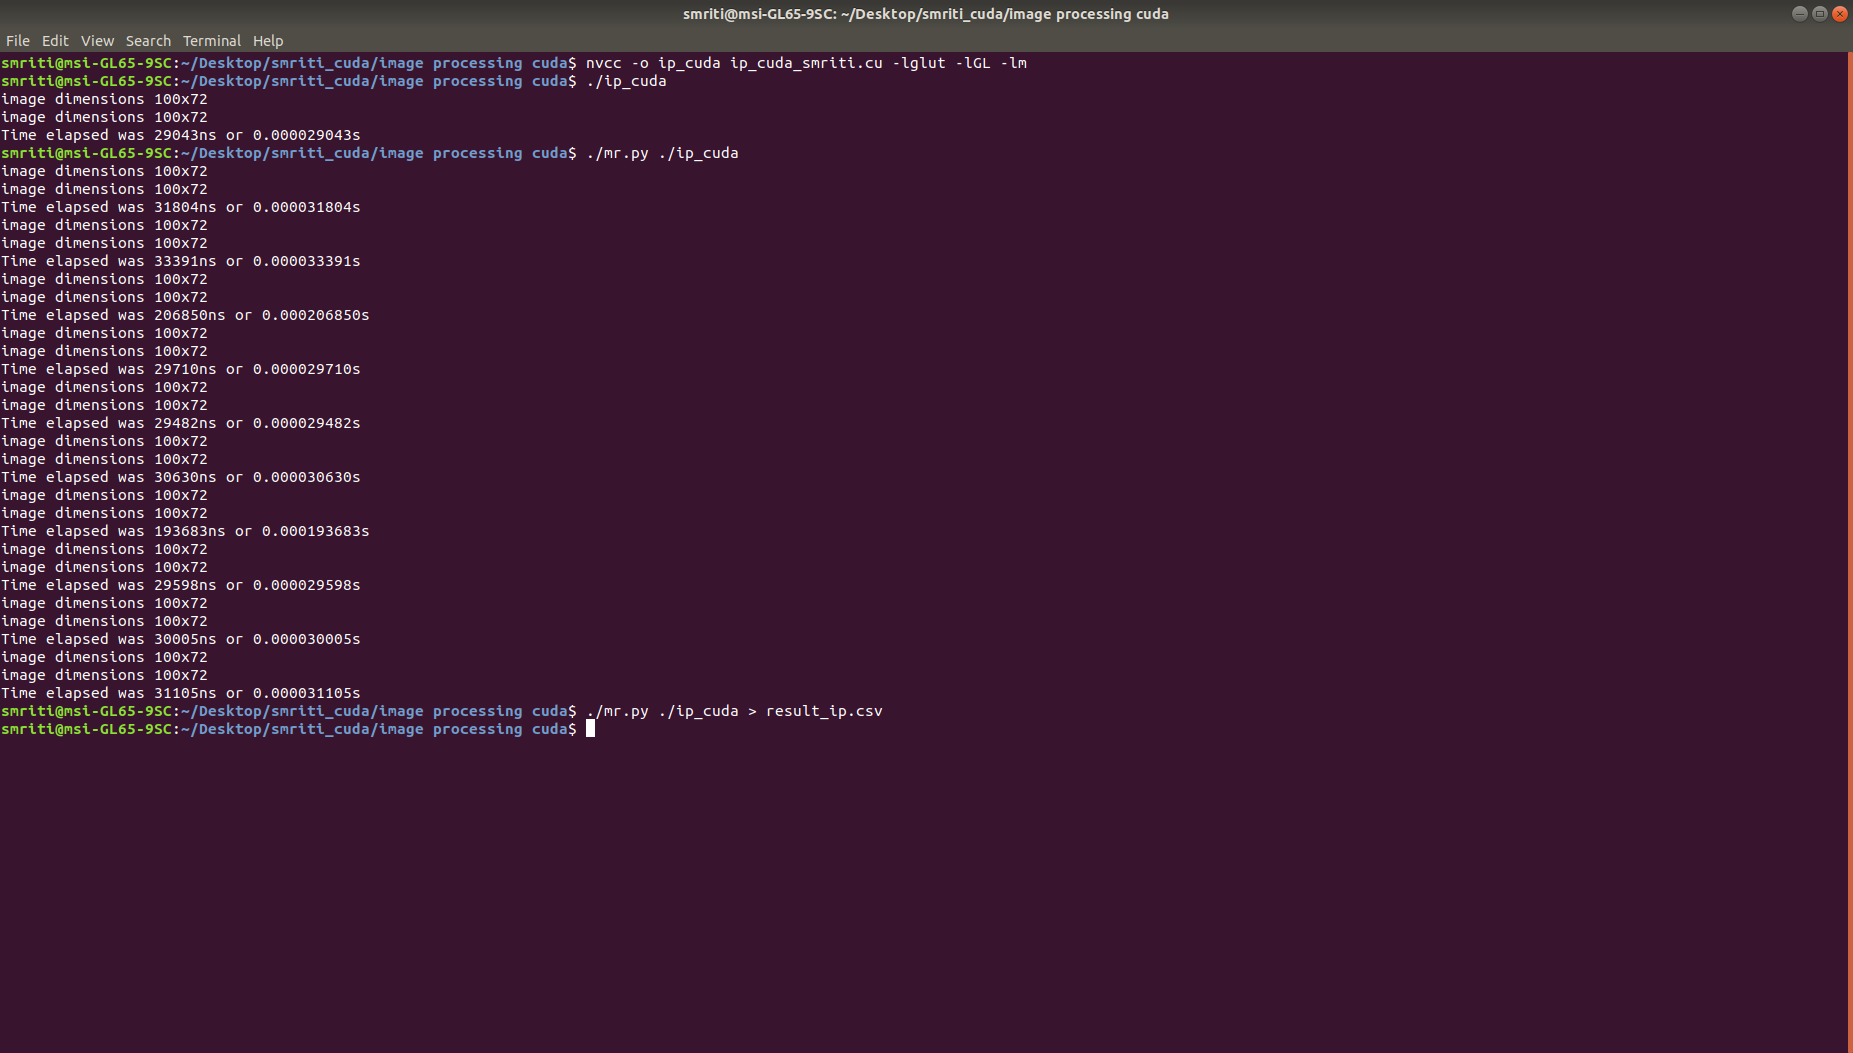 smriti@msi-GL65-9SC: ~/Desktop/smriti_cuda/image processing cuda
File Edit View Search Terminal Help
smriti@msi-GL65-9SC:~/Desktop/smriti_cuda/image processing cuda$ nvcc -o ip_cuda ip_cuda_smriti.cu -lglut -lGL -lm
smriti@msi-GL65-9SC:~/Desktop/smriti_cuda/image processing cuda$ ./ip_cuda
image dimensions 100x72
image dimensions 100x72
Time elapsed was 29043ns or 0.000029043s
smriti@msi-GL65-9SC:~/Desktop/smriti_cuda/image processing cuda$ ./mr.py ./ip_cuda
image dimensions 100x72
image dimensions 100x72
Time elapsed was 31804ns or 0.000031804s
image dimensions 100x72
image dimensions 100x72
Time elapsed was 33391ns or 0.000033391s
image dimensions 100x72
image dimensions 100x72
Time elapsed was 206850ns or 0.000206850s
image dimensions 100x72
image dimensions 100x72
Time elapsed was 29710ns or 0.000029710s
image dimensions 100x72
image dimensions 100x72
Time elapsed was 29482ns or 0.000029482s
image dimensions 100x72
image dimensions 100x72
Time elapsed was 30630ns or 0.000030630s
image dimensions 100x72
image dimensions 100x72
Time elapsed was 193683ns or 0.000193683s
image dimensions 100x72
image dimensions 100x72
Time elapsed was 29598ns or 0.000029598s
image dimensions 100x72
image dimensions 100x72
Time elapsed was 30005ns or 0.000030005s
image dimensions 100x72
image dimensions 100x72
Time elapsed was 31105ns or 0.000031105s
smriti@msi-GL65-9SC:~/Desktop/smriti_cuda/image processing cuda$ ./mr.py ./ip_cuda > result_ip.csv
smriti@msi-GL65-9SC:~/Desktop/smriti_cuda/image processing cuda$